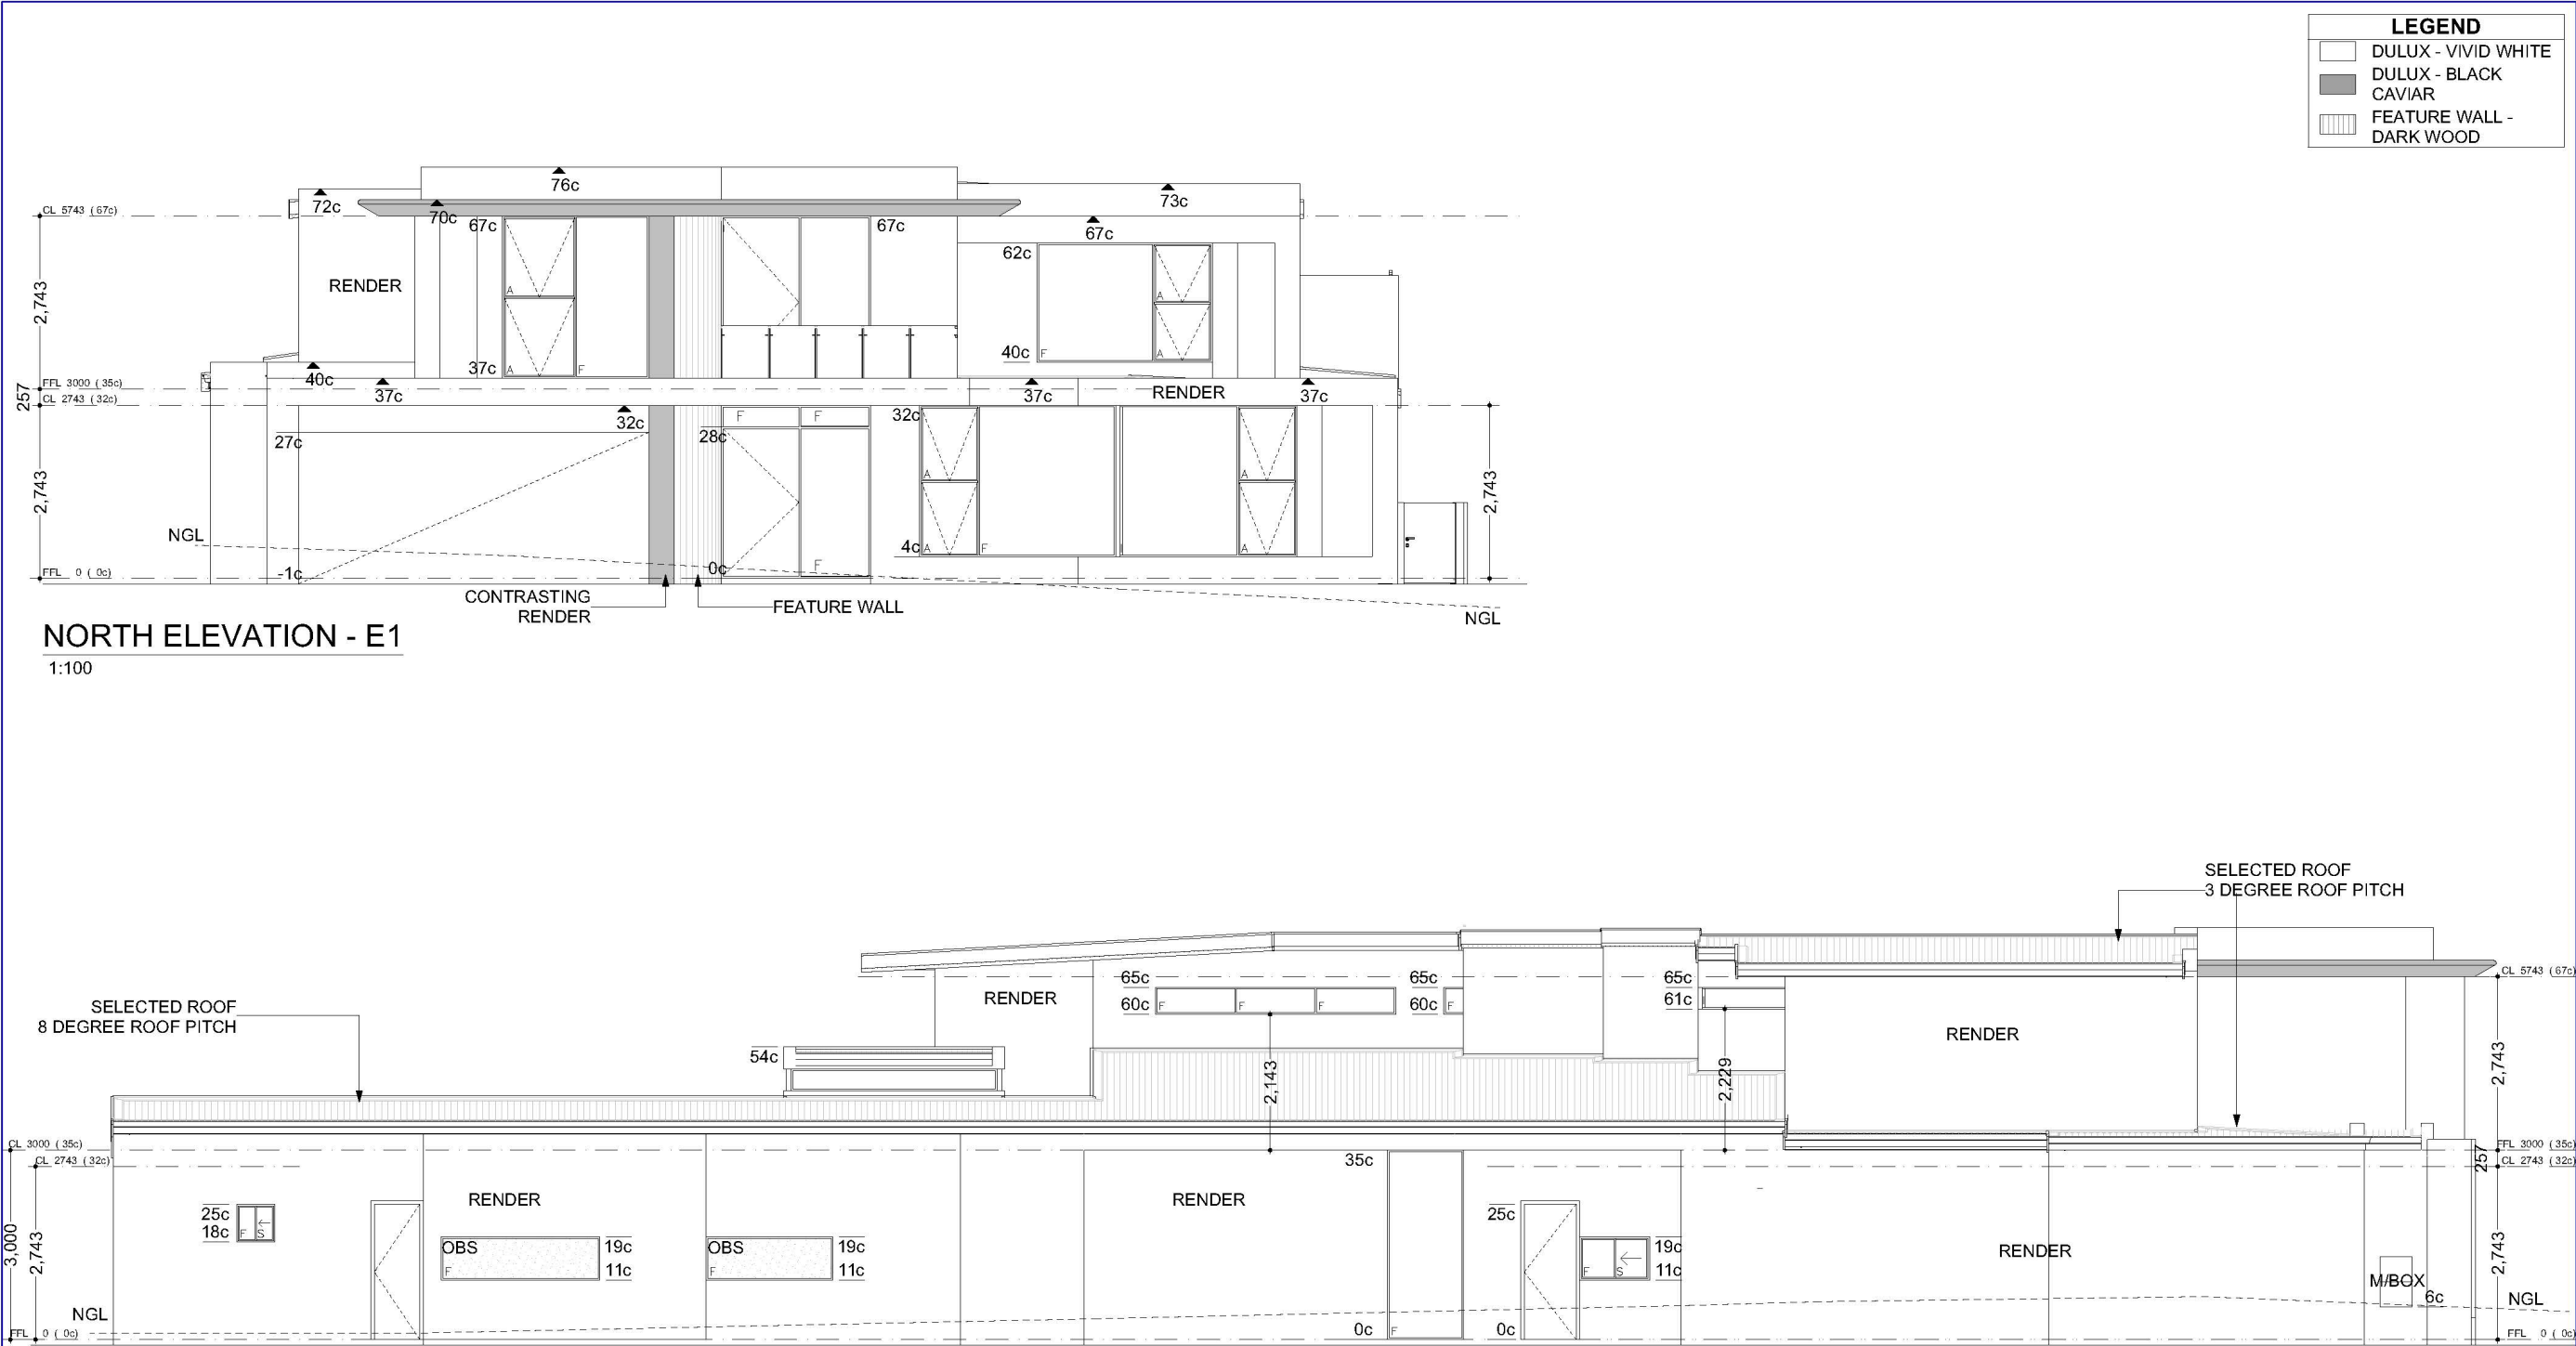 LEGEND
DULUX - VIVID WHITE
DULUX - BLACK
CAVIAR
FEATURE WALL -
DARK WOOD
76c
72c
73c
CL 5743 (67c)
70c
67c
67c
67c
62c
RENDER
2,743
40c
37c
40c
FFL 3000 (35c)
257
CL 2743 (32c)
37c
37c
RENDER
37c
A
A
F
A
A
F
32c
F
F
32c
27c
28c
2,743
2,743
NGL
A
A
F
A
A
4c
F
0c
FFL 0 (0c)
-1c
CONTRASTING
RENDER
FEATURE WALL
NGL
NORTH ELEVATION - E1
1:100
SELECTED ROOF
3 DEGREE ROOF PITCH
SELECTED ROOF
8 DEGREE ROOF PITCH
65c
65c
65c
CL 5743 (67c)
RENDER
60c
F
F
F
60c
F
61c
RENDER
54c
2,143
2,229
2,743
CL 3000 (35c)
FFL 3000 (35c)
CL 2743 (32c)
35c
257
CL 2743 (32c)
RENDER
RENDER
25c
18c
F
S
25c
3,000
2,743
OBS
F
19c
11c
OBS
F
19c
11c
F
S
19c
11c
RENDER
2,743
M/BOX
6c
NGL
NGL
0c
F
0c
FFL 0 (0c)
FFL 0 (0c)